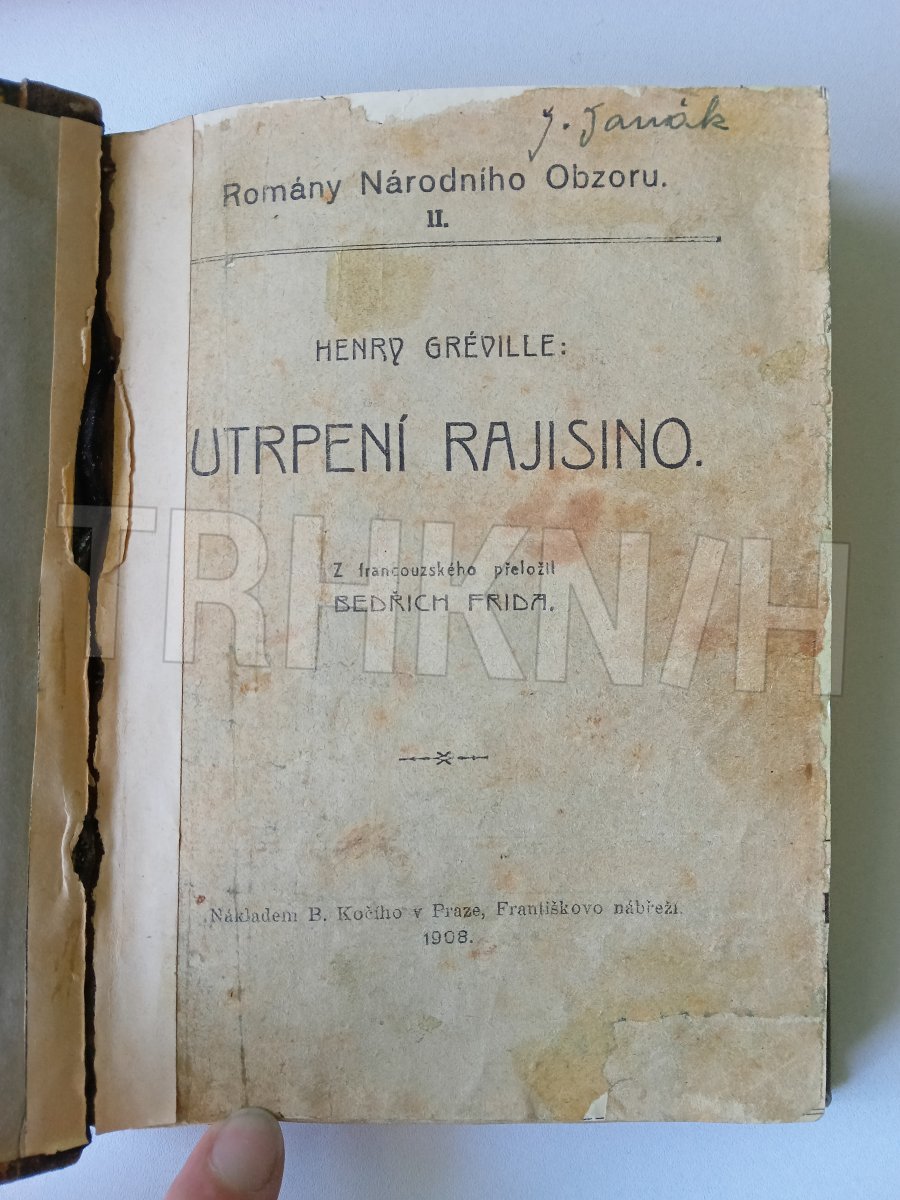 J. Janák
Romány Národního Obzoru.
II.
HENRY GRÉVILLE:
UTRPENÍ RAJISINO.
Z francouzského přeložil
BEDŘICH FRIDA.
TRHKNIH
Nákladem B. Kočího v Praze, Františkovo nábřeží.
1908.